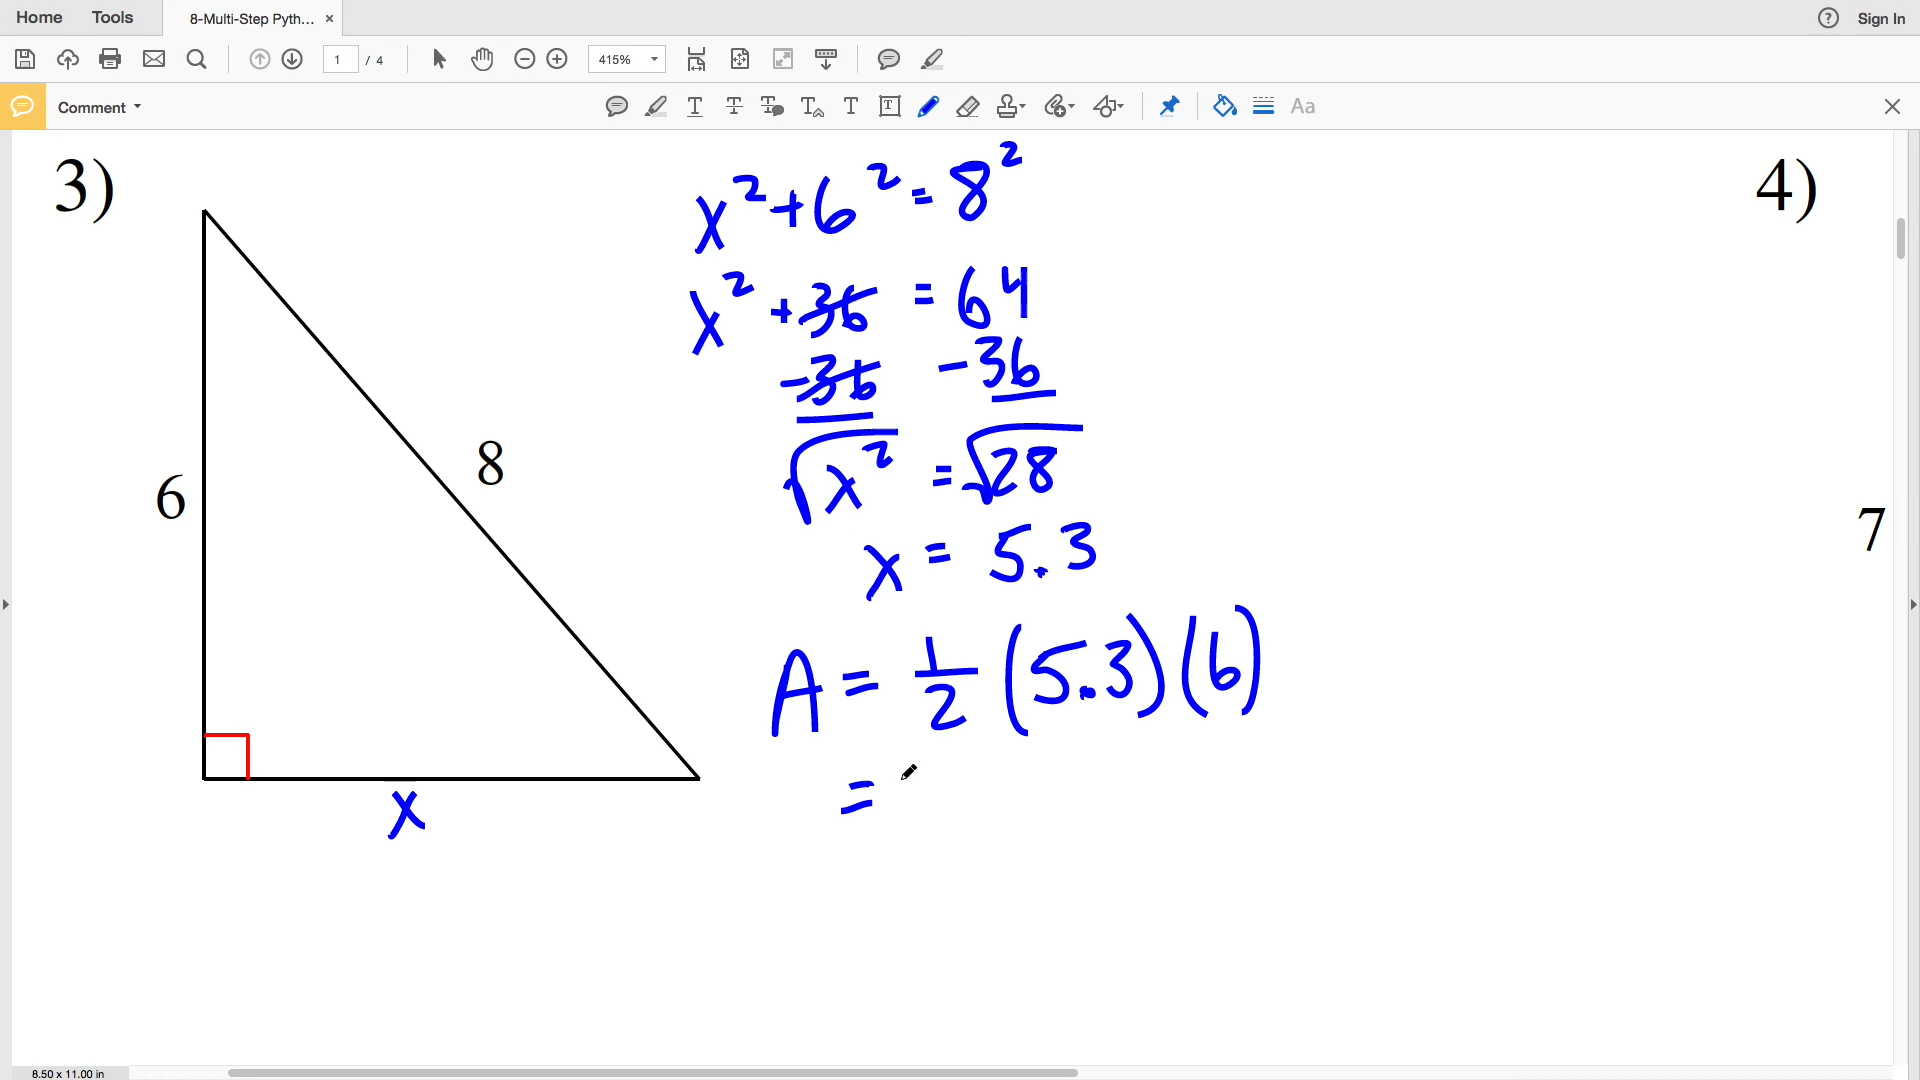 Home Tools 8-Multi-Step Pyth... × ? Sign In
1 / 4 415%
Comment Aa
3)
6
8
x
x² + 6² = 8²
x² + 36 = 64
-36 -36
√x² = √28
x = 5.3
A = 1/2 (5.3)(6)
=
4)
7
8.50 x 11.00 in